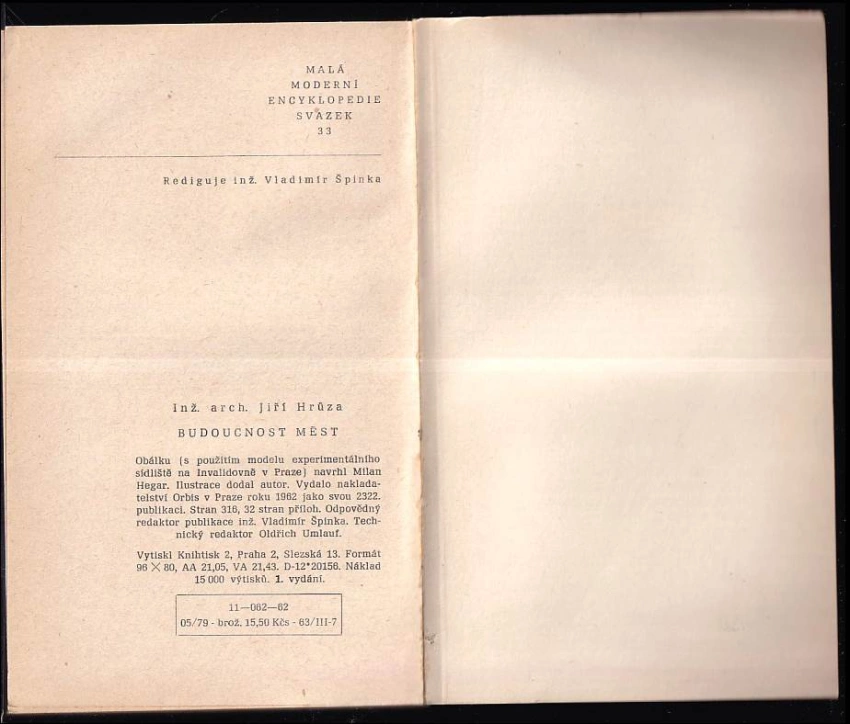 MALÁ
MODERNÍ
ENCYKLOPEDIE
SVAZEK
33
Rediguje inž. Vladimír Špinka
Inž. arch. Jiří Hrůza
BUDOUCNOST MĚST
Obálku (s použitím modelu experimentálního
sídliště na Invalidovně v Praze) navrhl Milan
Hegar. Ilustrace dodal autor. Vydalo naklada-
telství Orbis v Praze roku 1962 jako svou 2322.
publikaci. Stran 316, 32 stran příloh. Odpovědný
redaktor publikace inž. Vladimír Špinka. Tech-
nický redaktor Oldřich Umlauf.
Vytiskl Knihtisk 2, Praha 2, Slezská 13. Formát
96 × 80, AA 21,05, VA 21,43. D-12*20156. Náklad
15 000 výtisků. 1. vydání.
11—062—62
05/79 - brož. 15,50 Kčs - 63/III-7